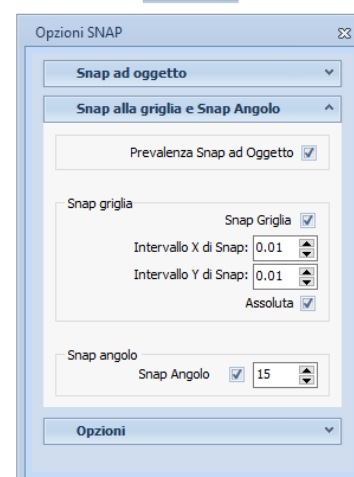 Opzioni SNAP
Snap ad oggetto
Snap alla griglia e Snap Angolo
Prevalenza Snap ad Oggetto
Snap griglia
Snap Griglia
Intervallo X di Snap: 0.01
Intervallo Y di Snap: 0.01
Assoluta
Snap angolo
Snap Angolo 15
Opzioni